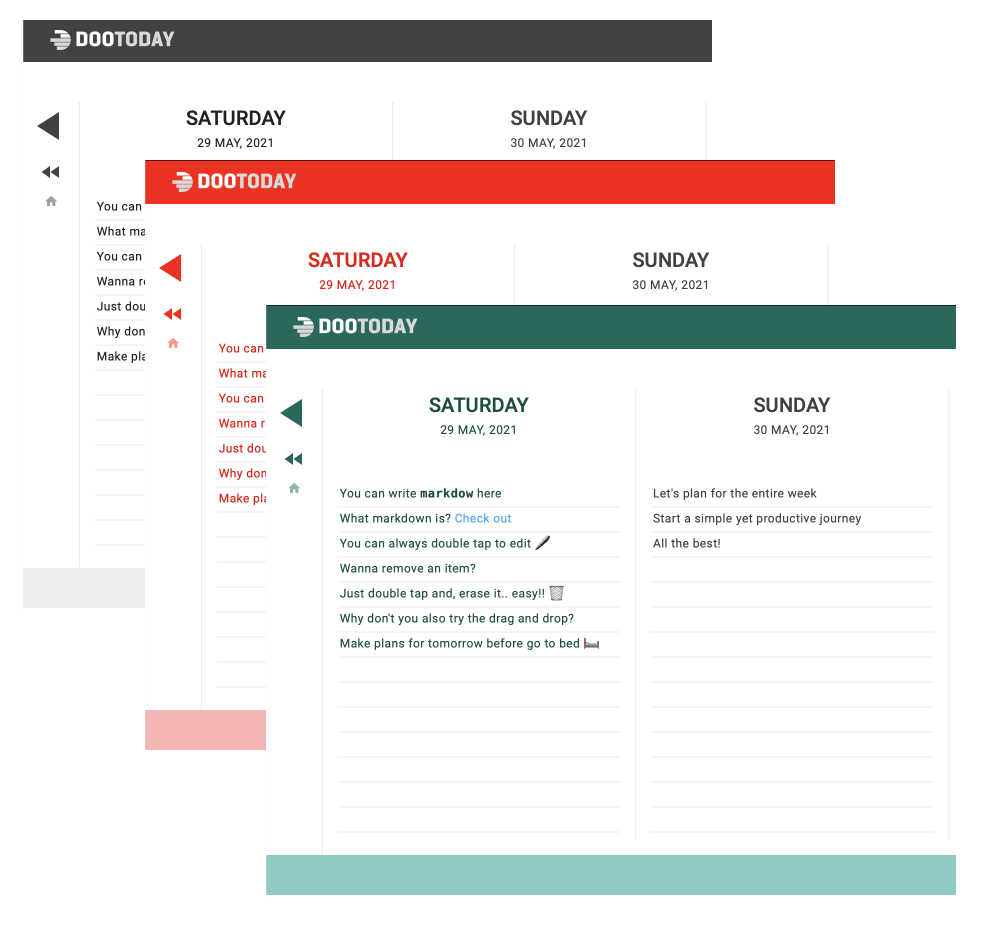 DOOTODAY
SATURDAY
29 MAY, 2021
SUNDAY
30 MAY, 2021
You can
What ma
You can
Wanna r
Just dou
Why don
Make pla
DOOTODAY
SATURDAY
29 MAY, 2021
SUNDAY
30 MAY, 2021
You can
What ma
You can
Wanna r
Just dou
Why don
Make pla
DOOTODAY
SATURDAY
29 MAY, 2021
You can write markdow here
What markdown is? Check out
You can always double tap to edit
Wanna remove an item?
Just double tap and, erase it.. easy!!
Why don't you also try the drag and drop?
Make plans for tomorrow before go to bed
SUNDAY
30 MAY, 2021
Let's plan for the entire week
Start a simple yet productive journey
All the best!